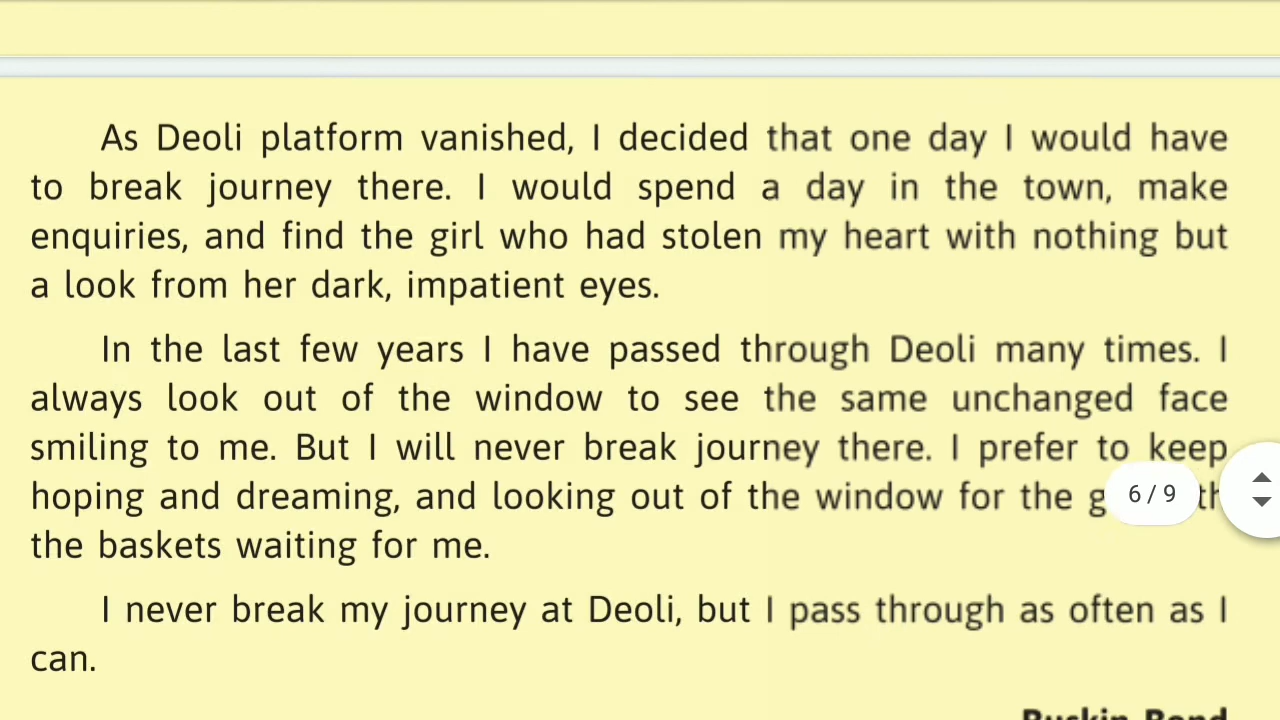 As Deoli platform vanished, I decided that one day I would have
to break journey there. I would spend a day in the town, make
enquiries, and find the girl who had stolen my heart with nothing but
a look from her dark, impatient eyes.
In the last few years I have passed through Deoli many times. I
always look out of the window to see the same unchanged face
smiling to me. But I will never break journey there. I prefer to keep
hoping and dreaming, and looking out of the window for the
the baskets waiting for me.
6/9
I never break my journey at Deoli, but I pass through as often as I
can.
Ruskin Bond